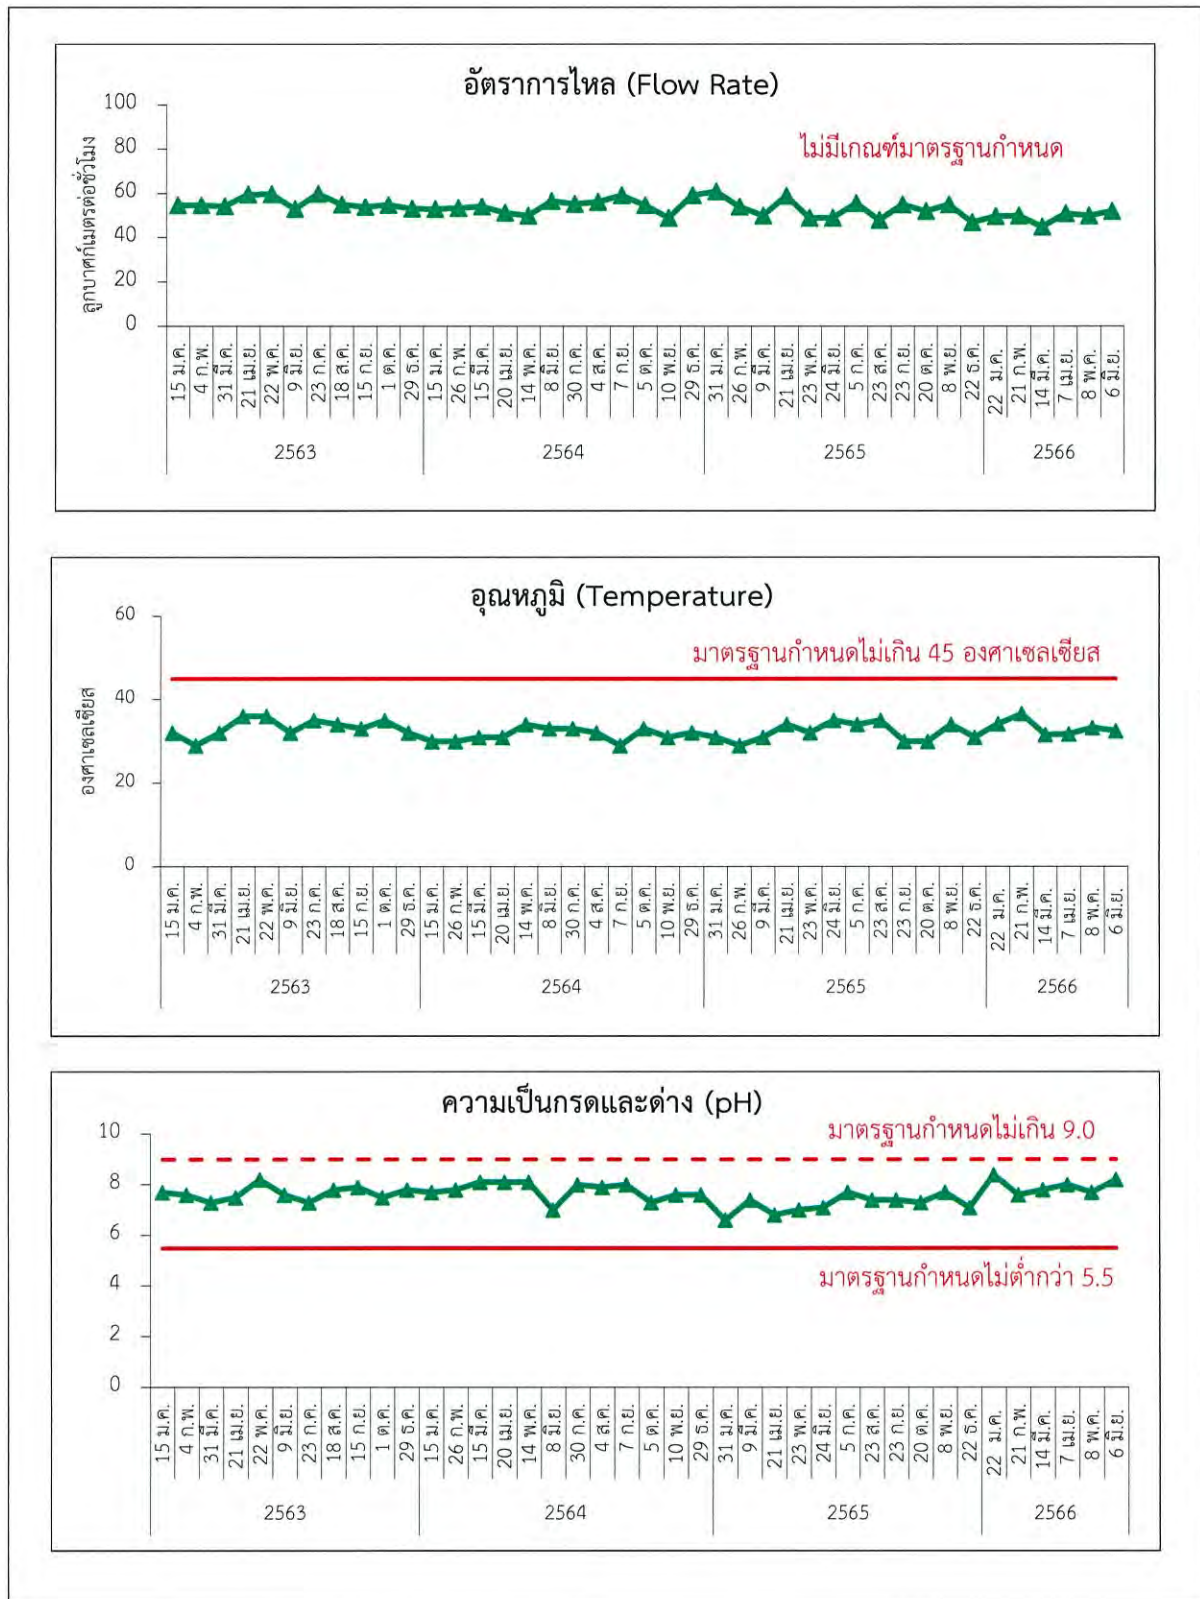 อัตราการไหล (Flow Rate)
ไม่มีเกณฑ์มาตรฐานกำหนด
ลูกบาศก์เมตรต่อชั่วโมง
100
80
60
40
20
0
15 ม.ค. 4 ก.พ. 31 มี.ค. 21 เม.ย. 22 พ.ค. 9 มิ.ย. 23 ก.ค. 18 ส.ค. 15 ก.ย. 1 ต.ค. 29 ธ.ค. 15 ม.ค. 26 ก.พ. 15 มี.ค. 20 เม.ย. 14 พ.ค. 8 มิ.ย. 30 ก.ค. 4 ส.ค. 7 ก.ย. 5 ต.ค. 10 พ.ย. 29 ธ.ค. 31 ม.ค. 26 ก.พ. 9 มี.ค. 21 เม.ย. 23 พ.ค. 24 มิ.ย. 5 ก.ค. 23 ส.ค. 23 ก.ย. 20 ต.ค. 8 พ.ย. 22 ธ.ค. 22 ม.ค. 21 ก.พ. 14 มี.ค. 7 เม.ย. 8 พ.ค. 6 มิ.ย.
2563 2564 2565 2566
อุณหภูมิ (Temperature)
มาตรฐานกำหนดไม่เกิน 45 องศาเซลเซียส
องศาเซลเซียส
60
40
20
0
15 ม.ค. 4 ก.พ. 31 มี.ค. 21 เม.ย. 22 พ.ค. 9 มิ.ย. 23 ก.ค. 18 ส.ค. 15 ก.ย. 1 ต.ค. 29 ธ.ค. 15 ม.ค. 26 ก.พ. 15 มี.ค. 20 เม.ย. 14 พ.ค. 8 มิ.ย. 30 ก.ค. 4 ส.ค. 7 ก.ย. 5 ต.ค. 10 พ.ย. 29 ธ.ค. 31 ม.ค. 26 ก.พ. 9 มี.ค. 21 เม.ย. 23 พ.ค. 24 มิ.ย. 5 ก.ค. 23 ส.ค. 23 ก.ย. 20 ต.ค. 8 พ.ย. 22 ธ.ค. 22 ม.ค. 21 ก.พ. 14 มี.ค. 7 เม.ย. 8 พ.ค. 6 มิ.ย.
2563 2564 2565 2566
ความเป็นกรดและด่าง (pH)
มาตรฐานกำหนดไม่เกิน 9.0
มาตรฐานกำหนดไม่ต่ำกว่า 5.5
10
8
6
4
2
0
15 ม.ค. 4 ก.พ. 31 มี.ค. 21 เม.ย. 22 พ.ค. 9 มิ.ย. 23 ก.ค. 18 ส.ค. 15 ก.ย. 1 ต.ค. 29 ธ.ค. 15 ม.ค. 26 ก.พ. 15 มี.ค. 20 เม.ย. 14 พ.ค. 8 มิ.ย. 30 ก.ค. 4 ส.ค. 7 ก.ย. 5 ต.ค. 10 พ.ย. 29 ธ.ค. 31 ม.ค. 9 มี.ค. 21 เม.ย. 23 พ.ค. 24 มิ.ย. 5 ก.ค. 23 ส.ค. 23 ก.ย. 20 ต.ค. 8 พ.ย. 22 ธ.ค. 22 ม.ค. 21 ก.พ. 14 มี.ค. 7 เม.ย. 8 พ.ค. 6 มิ.ย.
2563 2564 2565 2566